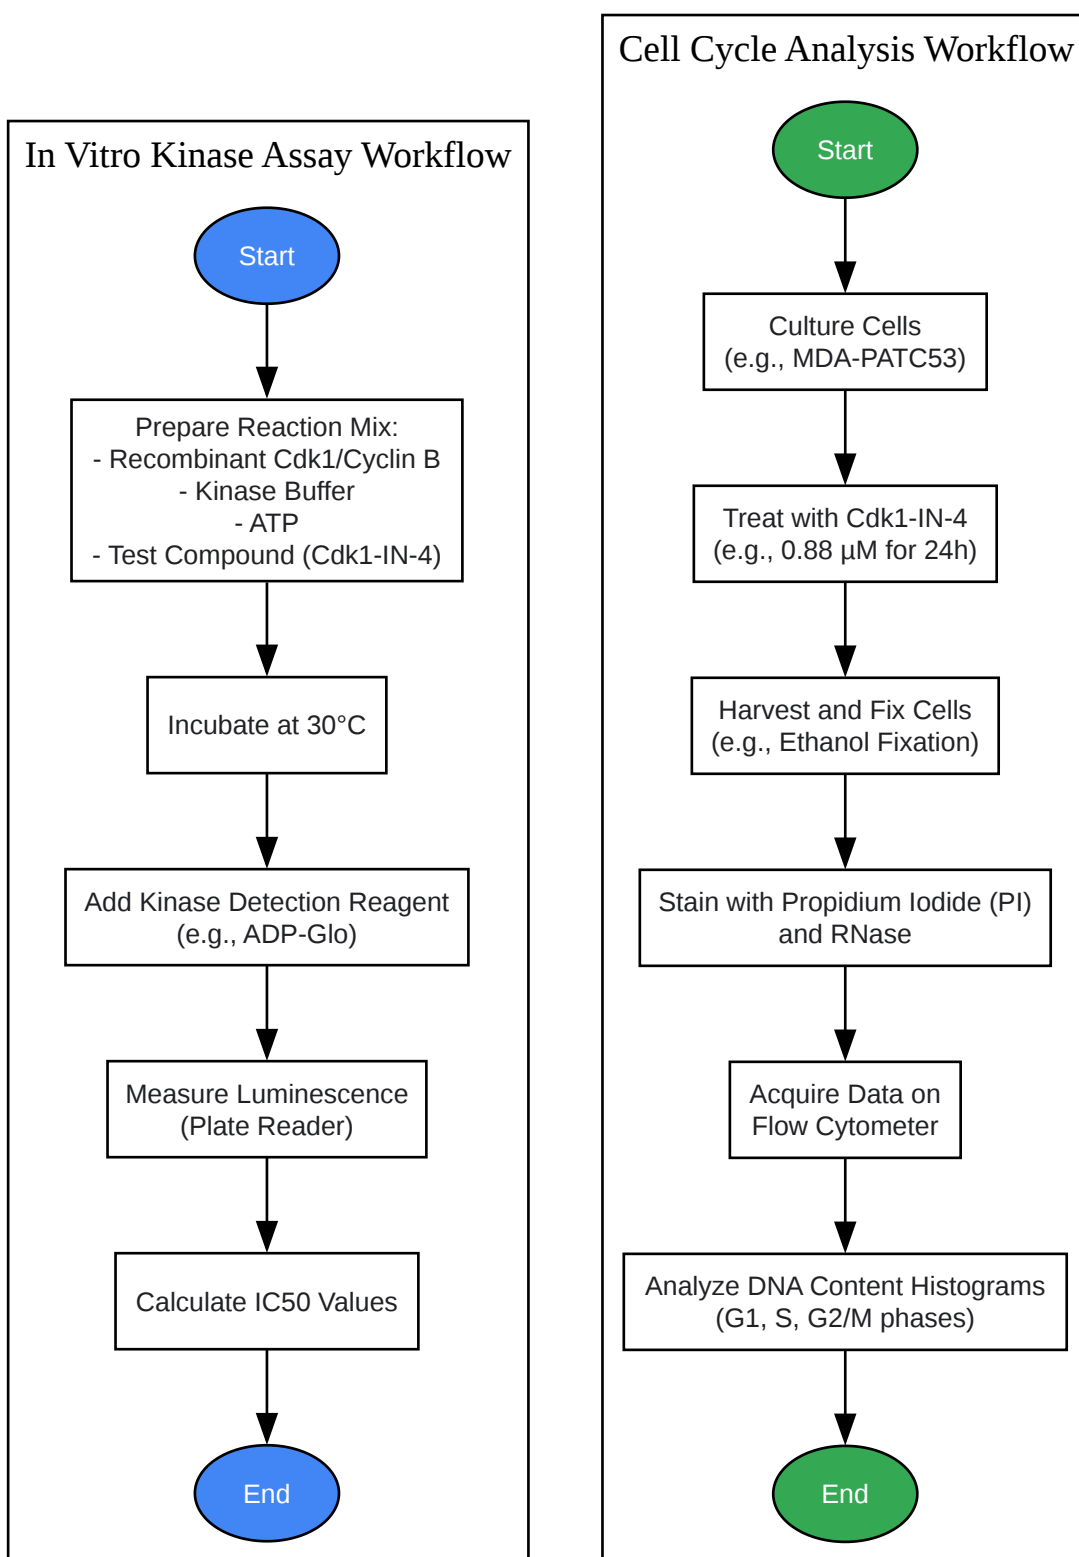 In Vitro Kinase Assay Workflow
Start
Prepare Reaction Mix:
- Recombinant Cdk1/Cyclin B
- Kinase Buffer
- ATP
- Test Compound (Cdk1-IN-4)
Incubate at 30°C
Add Kinase Detection Reagent
(e.g., ADP-Glo)
Measure Luminescence
(Plate Reader)
Calculate IC50 Values
End
Cell Cycle Analysis Workflow
Start
Culture Cells
(e.g., MDA-PATC53)
Treat with Cdk1-IN-4
(e.g., 0.88 µM for 24h)
Harvest and Fix Cells
(e.g., Ethanol Fixation)
Stain with Propidium Iodide (PI)
and RNase
Acquire Data on
Flow Cytometer
Analyze DNA Content Histograms
(G1, S, G2/M phases)
End